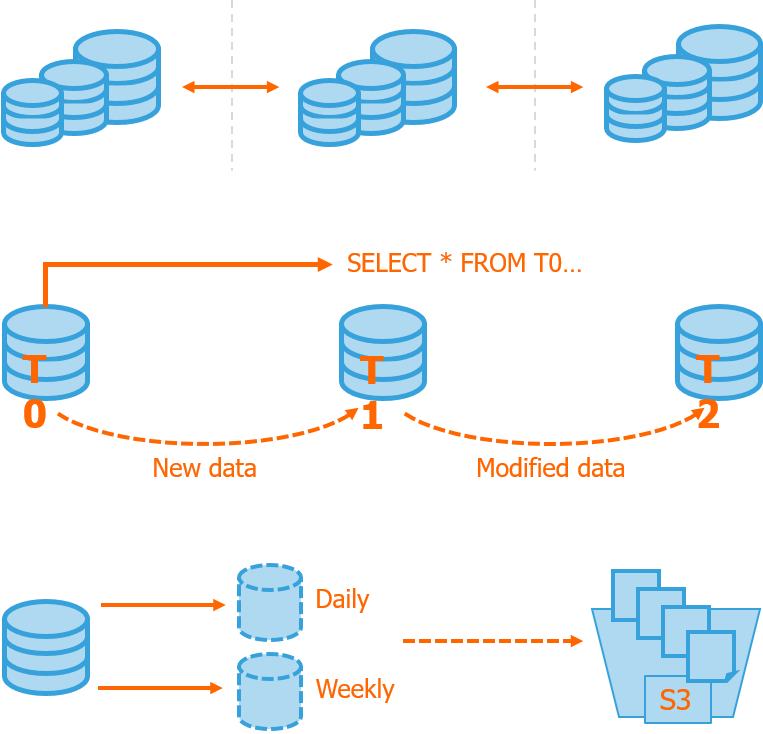 SELECT * FROM T0…
T
0
T
1
T
2
New data
Modified data
Daily
Weekly
S3